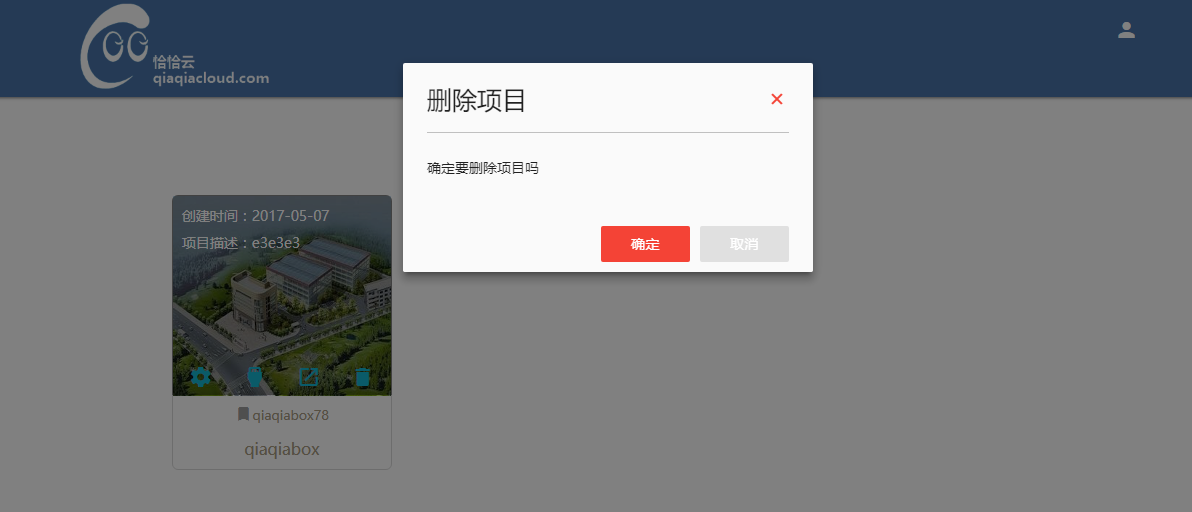 恰恰云
qiaqiacloud.com
删除项目
确定要删除项目吗
确定
取消
创建时间：2017-05-07
项目描述：e3e3e3
qiaqiabox78
qiaqiabox